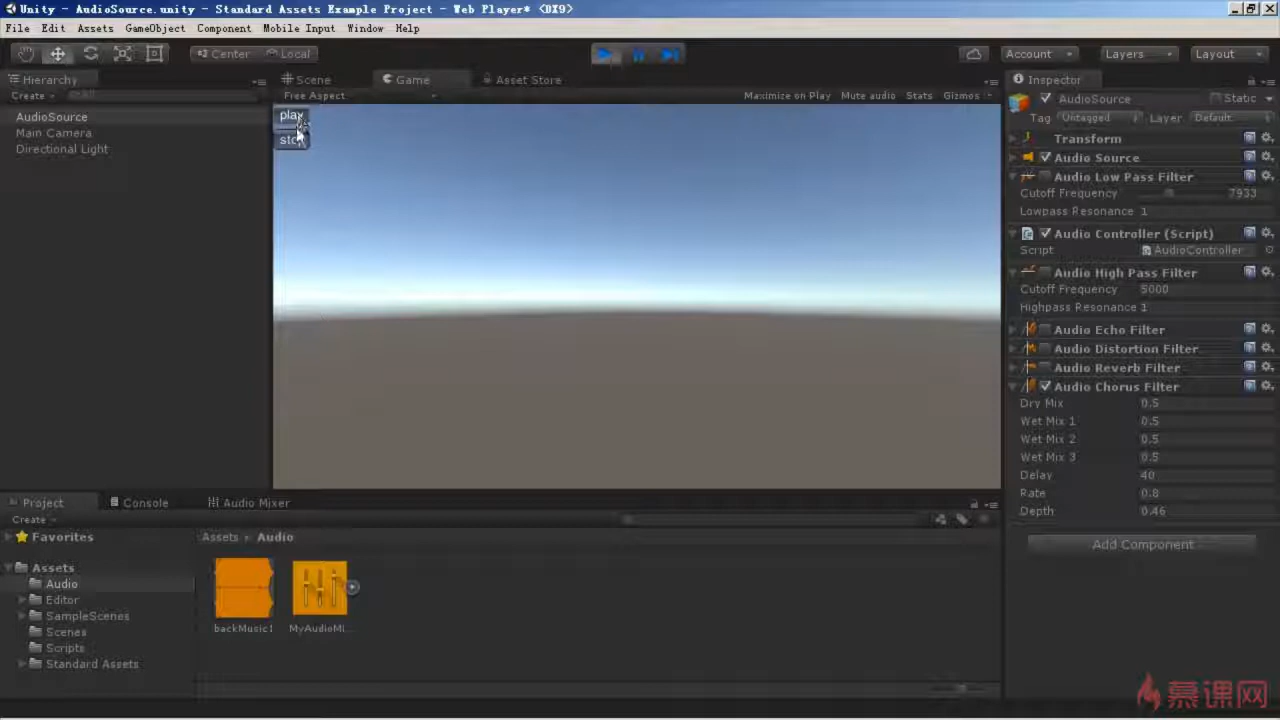 Unity - AudioSource.unity - Standard Assets Example Project - Web Player* <DX9>
File Edit Assets GameObject Component Mobile Input Window Help
Center Local Account Layers Layout
Hierarchy Scene Game Asset Store Inspector
Create Free Aspect Maximize on Play Mute audio Stats Gizmos
AudioSource Static
Tag Untagged Layer Default
AudioSource
Main Camera
Directional Light
play
Transform
Audio Source
Audio Low Pass Filter
Cutoff Frequency 7933
Lowpass Resonance 1
Audio Controller (Script)
Script AudioController
Audio High Pass Filter
Cutoff Frequency 5000
Highpass Resonance 1
Audio Echo Filter
Audio Distortion Filter
Audio Reverb Filter
Audio Chorus Filter
Dry Mix 0.5
Wet Mix 1 0.5
Wet Mix 2 0.5
Wet Mix 3 0.5
Delay 40
Rate 0.8
Depth 0.46
Add Component
Project Console Audio Mixer
Create
Favorites
Assets
Audio
Editor
SampleScenes
Scenes
Scripts
Standard Assets
Assets Audio
backMusic1 MyAudioMi...
慕课网